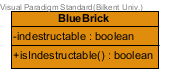 Visual Paradigm Standard(Bilkent Univ.)
BlueBrick
-indestructable : boolean
+isIndestructable() : boolean